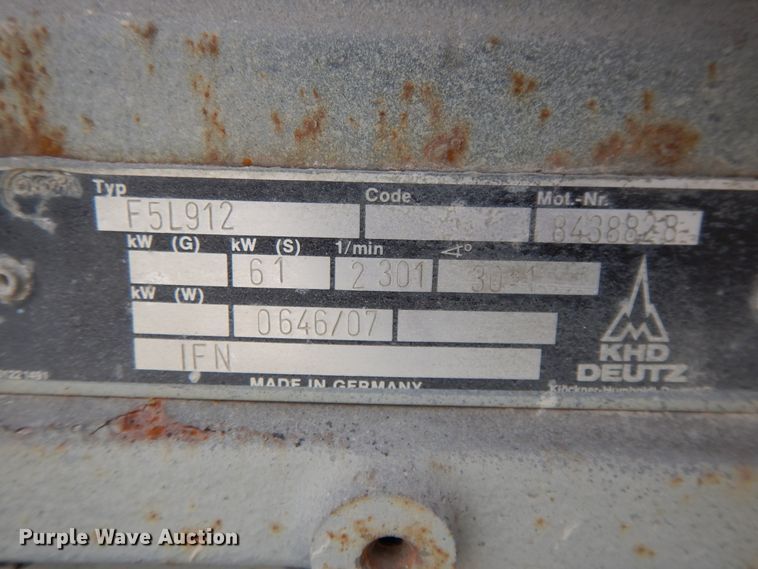 Typ Code Mot.-Nr.
F5L912 8438828-
kW (G) kW (S) 1/min ∢°
61 2 301
kW (W)
0646/07
IFN
KHD
DEUTZ
MADE IN GERMANY
Purple Wave Auction